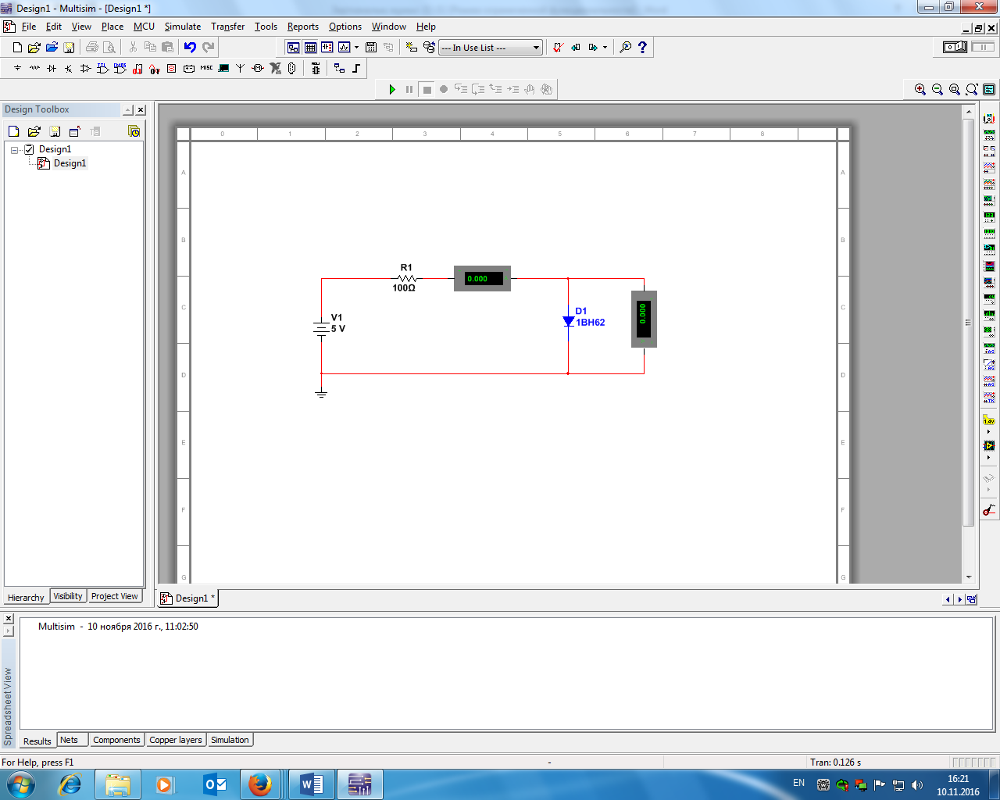 Design1 - Multisim - [Design1 *]
File Edit View Place MCU Simulate Transfer Tools Reports Options Window Help
--- In Use List ---
MISC
Design Toolbox
Design1
Design1
0 1 2 3 4 5 6 7 8
A A
B B
C C
D D
E E
F F
G G
R1
100Ω
0.000
V1
5 V
D1
1BH62
0.000
Hierarchy Visibility Project View
Design1 *
Multisim - 10 ноября 2016 г., 11:02:50
Spreadsheet View
Results Nets Components Copper layers Simulation
For Help, press F1
-
Tran: 0.126 s
EN
16:21
10.11.2016